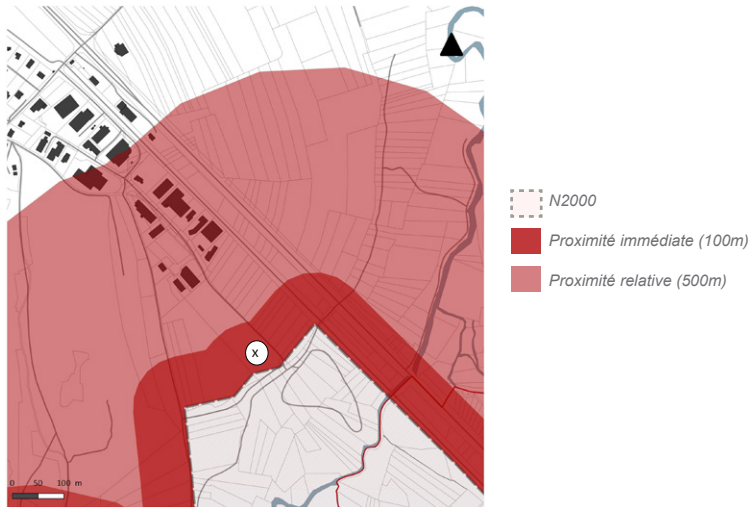 X
N2000
Proximité immédiate (100m)
Proximité relative (500m)
0 50 100 m